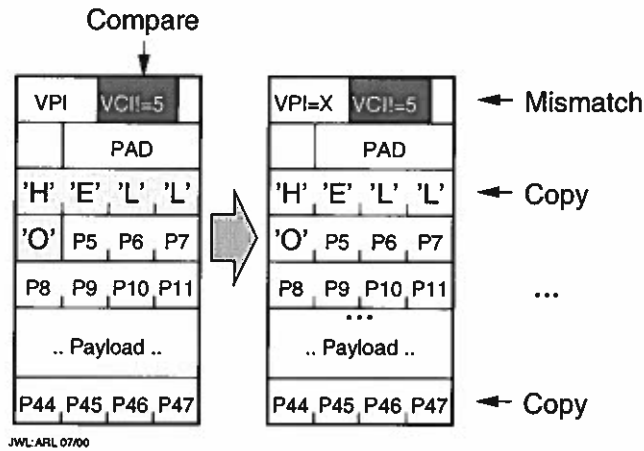 Compare
VPI VCI!=5
PAD
'H' 'E' 'L' 'L'
'O' P5 P6 P7
P8 P9 P10 P11
.. Payload ..
P44 P45 P46 P47
VPI=X VCI!=5 Mismatch
PAD
'H' 'E' 'L' 'L' Copy
'O' P5 P6 P7
P8 P9 P10 P11 ...
...
.. Payload ..
P44 P45 P46 P47 Copy
JWL:ARL 07/00